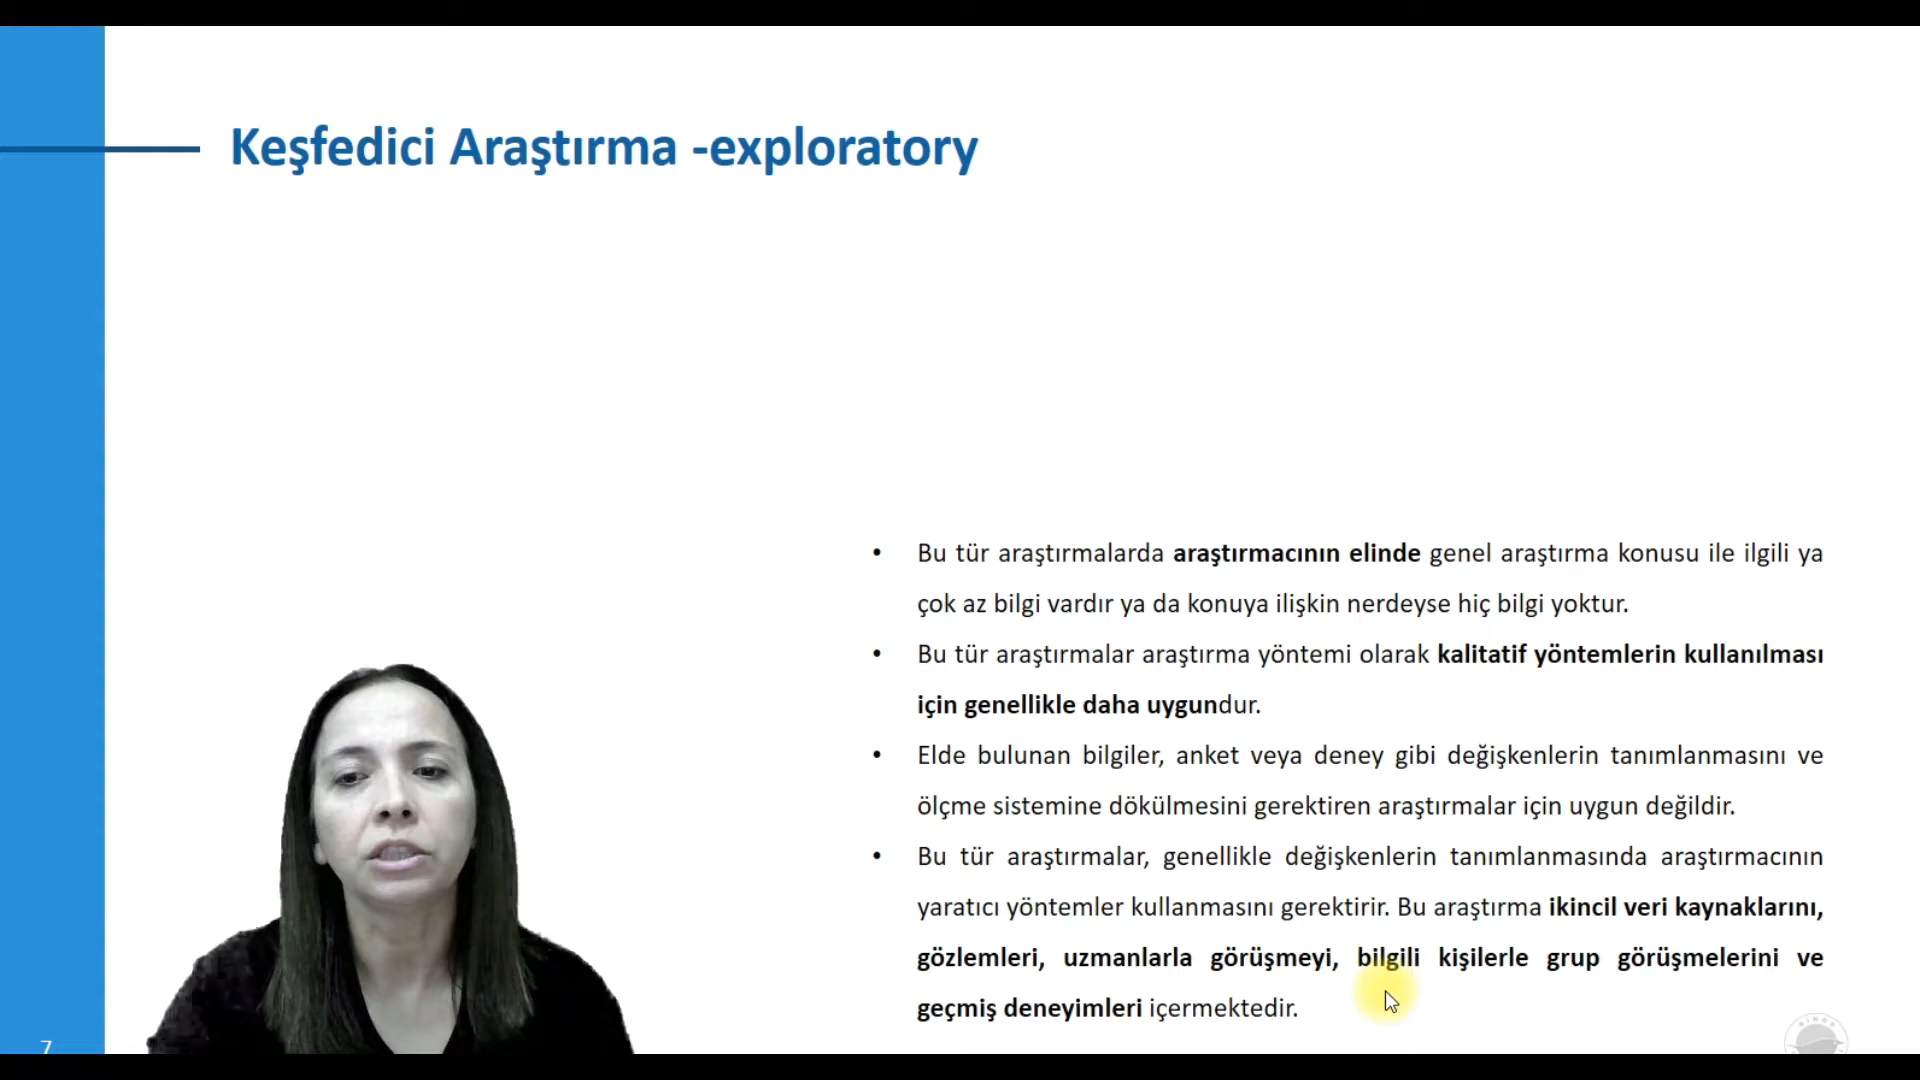 Keşfedici Araştırma -exploratory
• Bu tür araştırmalarda araştırmacının elinde genel araştırma konusu ile ilgili ya
çok az bilgi vardır ya da konuya ilişkin nerdeyse hiç bilgi yoktur.
• Bu tür araştırmalar araştırma yöntemi olarak kalitatif yöntemlerin kullanılması
için genellikle daha uygundur.
• Elde bulunan bilgiler, anket veya deney gibi değişkenlerin tanımlanmasını ve
ölçme sistemine dökülmesini gerektiren araştırmalar için uygun değildir.
• Bu tür araştırmalar, genellikle değişkenlerin tanımlanmasında araştırmacının
yaratıcı yöntemler kullanmasını gerektirir. Bu araştırma ikincil veri kaynaklarını,
gözlemleri, uzmanlarla görüşmeyi, bilgili kişilerle grup görüşmelerini ve
geçmiş deneyimleri içermektedir.
7